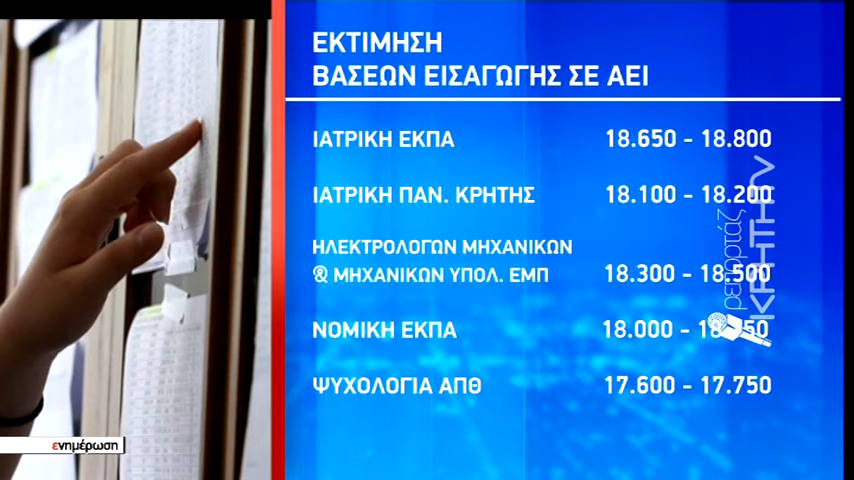 ΕΚΤΙΜΗΣΗ
ΒΑΣΕΩΝ ΕΙΣΑΓΩΓΗΣ ΣΕ ΑΕΙ
ΙΑΤΡΙΚΗ ΕΚΠΑ 18.650 - 18.800
ΙΑΤΡΙΚΗ ΠΑΝ. ΚΡΗΤΗΣ 18.100 - 18.200
ΗΛΕΚΤΡΟΛΟΓΩΝ ΜΗΧΑΝΙΚΩΝ
& ΜΗΧΑΝΙΚΩΝ ΥΠΟΛ. ΕΜΠ 18.300 - 18.500
ΝΟΜΙΚΗ ΕΚΠΑ 18.000 -
ΨΥΧΟΛΟΓΙΑ ΑΠΘ 17.600 - 17.750
ρεπορτάζ
ΚΡΗΤΗ TV
ενημέρωση